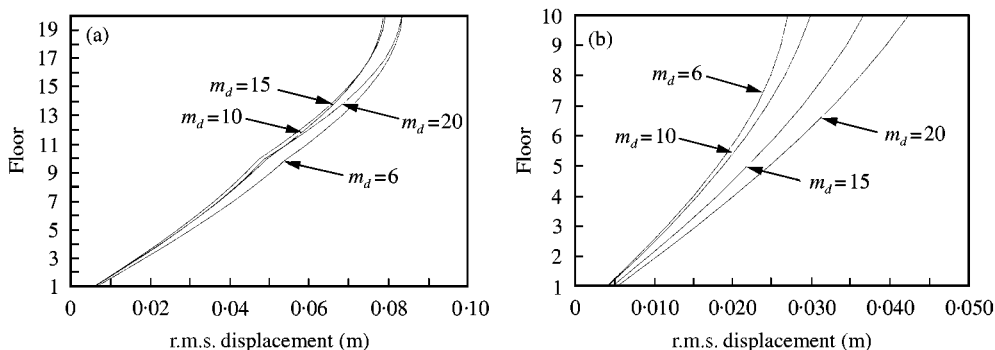 (a)
19
17
15
13
11
9
7
5
3
1
Floor
m_d=15
m_d=10
m_d=20
m_d=6
0
0·02
0·04
0·06
0·08
0·10
r.m.s. displacement (m)
(b)
10
9
8
7
6
5
4
3
2
1
Floor
m_d=6
m_d=10
m_d=20
m_d=15
0
0·010
0·020
0·030
0·040
0·050
r.m.s. displacement (m)